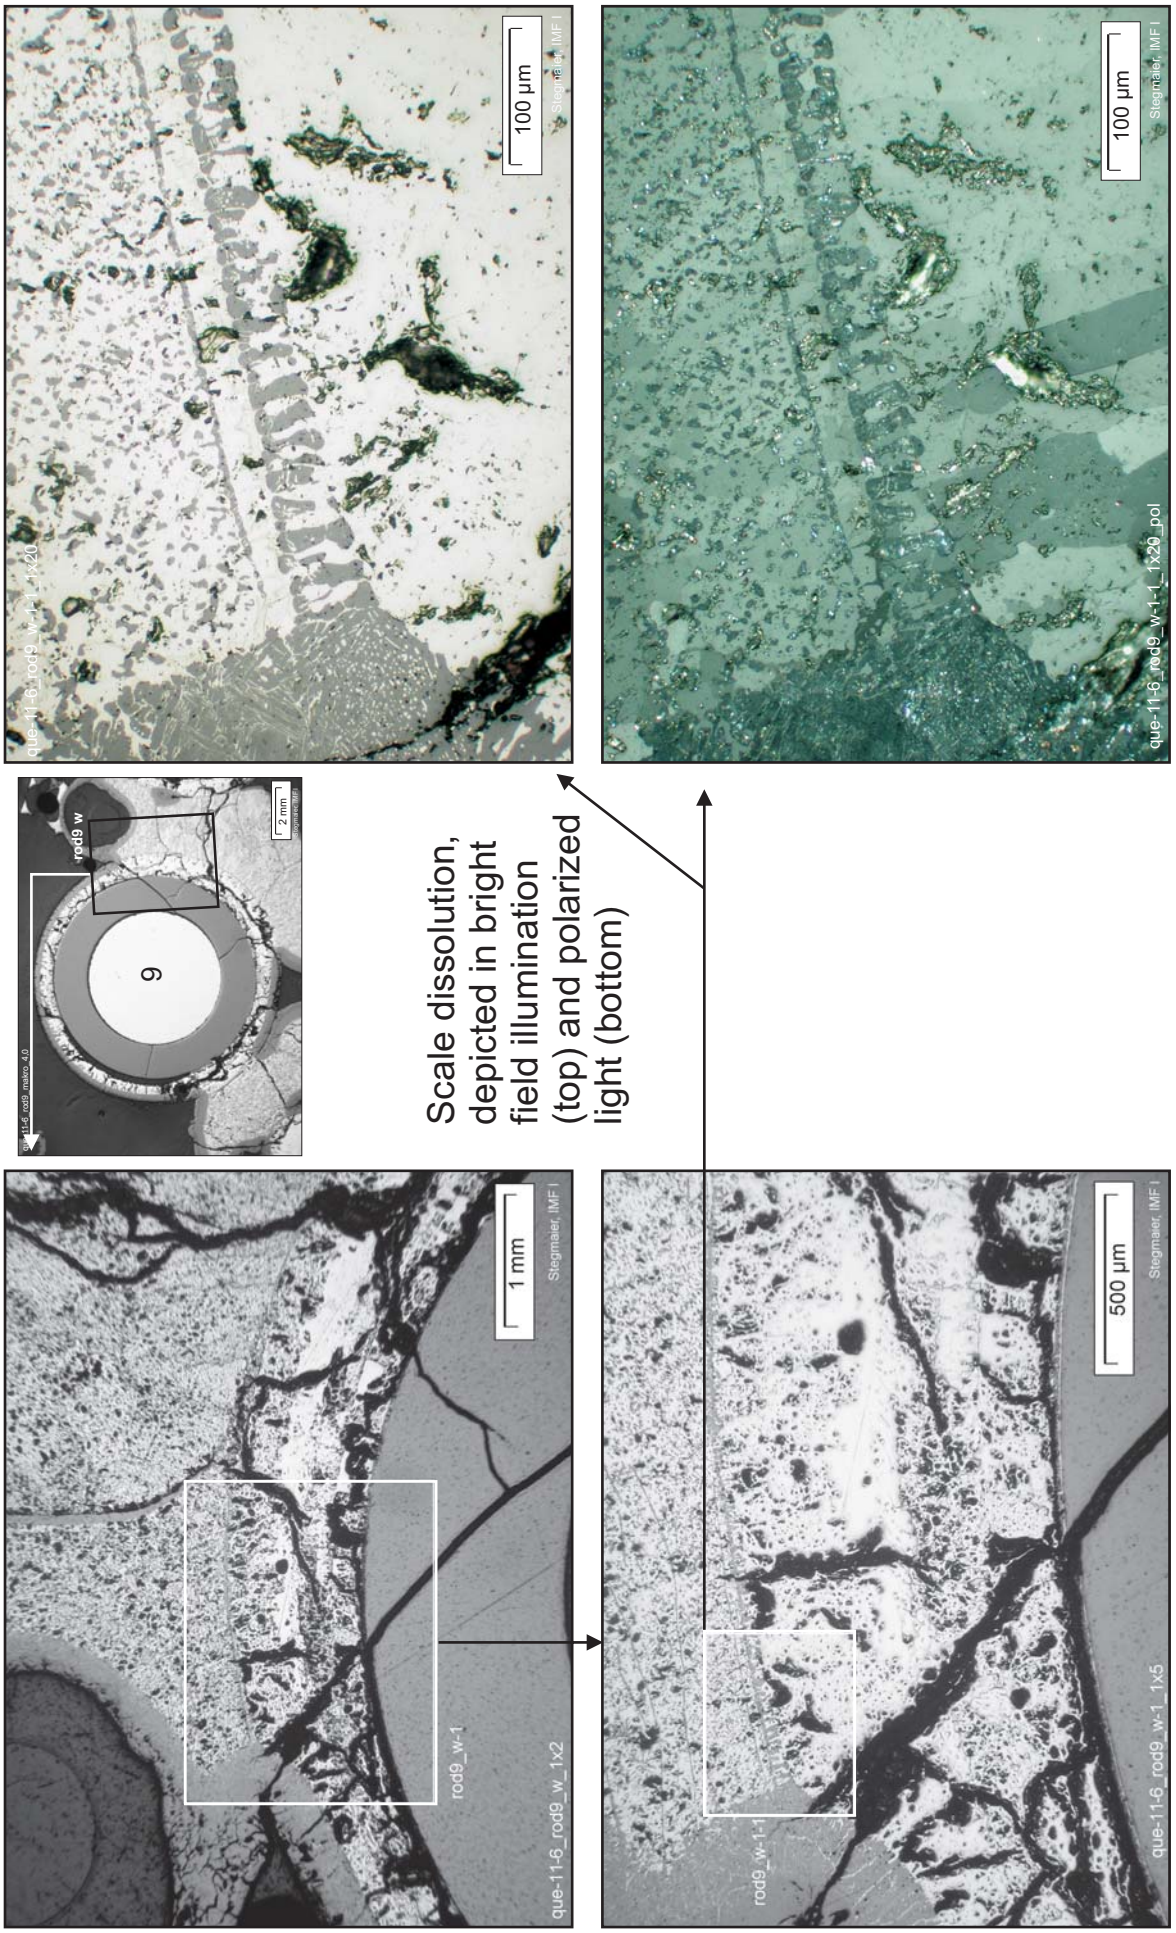 rod9_w-1
1 mm
que-11-6_rod9_w_1x2
Stegmaier, IMF I
que-11-6_rod9_makro_4,0
rod9 w
9
2 mm
Stegmaier, IMF I
que-11-6_rod9_w-1-1_1x20
100 µm
Stegmaier, IMF I
Scale dissolution,
depicted in bright
field illumination
(top) and polarized
light (bottom)
rod9_w-1-1
500 µm
que-11-6_rod9_w-1_1x5
Stegmaier, IMF I
100 µm
que-11-6_rod9_w-1-1_1x20_pol
Stegmaier, IMF I